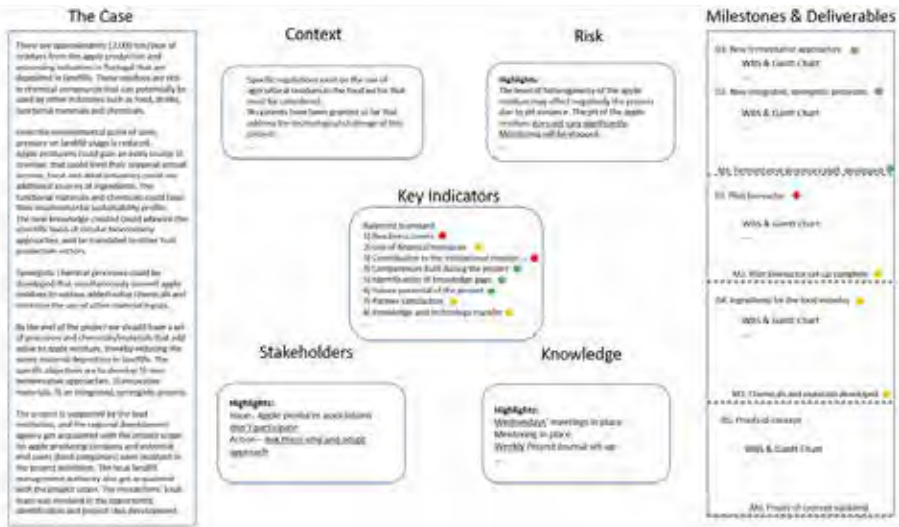 The Case
There are approximately 12.000 ton/year of
residues from the apple production and
processing industries in Portugal that are
deposited in landfills. These residues are rich
in chemical compounds that can potentially be
used by other industries such as food, drinks,
functional materials and chemicals.
From the environmental point of view,
pressure on landfill usage is reduced.
Apple producers could gain an extra source of
revenue, that could level their seasonal annual
income. Food and drink industry could use
additional sources of ingredients. The
functional materials and chemicals could have
their environmental sustainability profile.
The new knowledge created could advance the
scientific basis of circular bioeconomy
approaches, and be translated to other fruit
production sectors.
Synergistic chemical processes could be
developed that simultaneously convert apple
residues to various added-value chemicals and
minimize the use of other material inputs.
By the end of the project we should have a set
of processes and chemicals/materials that add
value to apple residues, thereby reducing the
waste material deposition in landfills. The
specific objectives are to develop
fermentation approaches,
materials, an integrated, synergistic process.
The project is supported by the lead
institution, and the regional development
agency got acquainted with the project scope.
An apple producing company and potential
end users (food companies) were involved in
the project definition. The local landfill
management authority also got acquainted
with the project scope. The researchers'
team was involved in the opportunity
identification and project idea development.
Context
Specific regulations exist on the use of
agricultural residues in the food sector that
must be considered.
No patents have been granted so far that
address the technological challenge of this
project.
...
Risk
Highlights:
The level of heterogeneity of the apple
residues may affect negatively the process
due to pH variance. The pH of the apple
residues does not vary significantly.
Monitoring will be stopped.
...
Key Indicators
Balanced Scorecard
1) Readiness Levels
2) Use of financial resources
3) Contribution to the institutional mission
Competences built during the project
5) Identification of knowledge gaps
6) Future potential of the project
7) Partner satisfaction
8) Knowledge and technology transfer
Stakeholders
Highlights:
Issue - Apple producers associations
don't participate
Action - Ask them why and adapt
approach
Knowledge
Highlights:
Wednesdays' meetings in place
Mentoring in place
Weekly Project Journal set-up
...
Milestones & Deliverables
D1. New fermentative approaches
WBS & Gantt Chart
...
D2. New integrated, synergistic processes
WBS & Gantt Chart
...
M1. Fermentative processes developed
D3. Pilot bioreactor
WBS & Gantt Chart
...
M2. Pilot bioreactor set-up complete
D4. Ingredients for the food industry
WBS & Gantt Chart
...
M3. Chemicals and materials developed
D5. Proofs of concept
WBS & Gantt Chart
...
M4. Proofs of concept validated